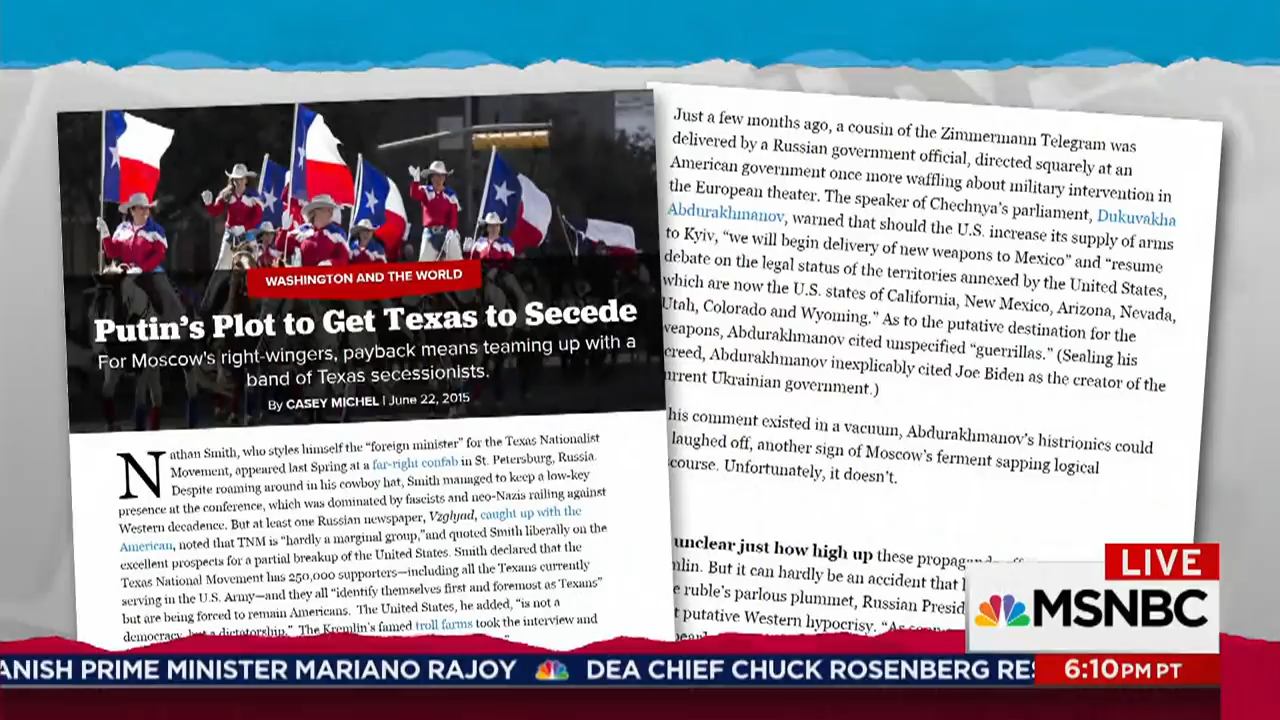 WASHINGTON AND THE WORLD
Putin's Plot to Get Texas to Secede
For Moscow's right-wingers, payback means teaming up with a
band of Texas secessionists.
By CASEY MICHEL | June 22, 2015
Nathan Smith, who styles himself the “foreign minister” for the Texas Nationalist
Movement, appeared last Spring at a far-right confab in St. Petersburg, Russia.
Despite roaming around in his cowboy hat, Smith managed to keep a low-key
presence at the conference, which was dominated by fascists and neo-Nazis railing against
Western decadence. But at least one Russian newspaper, Vzglyad, caught up with the
American, noted that TNM is “hardly a marginal group,”and quoted Smith liberally on the
excellent prospects for a partial breakup of the United States. Smith declared that the
Texas National Movement has 250,000 supporters—including all the Texans currently
serving in the U.S. Army—and they all “identify themselves first and foremost as Texans”
but are being forced to remain Americans. The United States, he added, “is not a
democracy, but a dictatorship.” The Kremlin's famed troll farms took the interview and
Just a few months ago, a cousin of the Zimmermann Telegram was
delivered by a Russian government official, directed squarely at an
American government once more waffling about military intervention in
the European theater. The speaker of Chechnya's parliament, Dukuvakha
Abdurakhmanov, warned that should the U.S. increase its supply of arms
to Kyiv, “we will begin delivery of new weapons to Mexico” and “resume
debate on the legal status of the territories annexed by the United States,
which are now the U.S. states of California, New Mexico, Arizona, Nevada,
Utah, Colorado and Wyoming.” As to the putative destination for the
weapons, Abdurakhmanov cited unspecified “guerrillas.” (Sealing his
creed, Abdurakhmanov inexplicably cited Joe Biden as the creator of the
urrent Ukrainian government.)
his comment existed in a vacuum, Abdurakhmanov's histrionics could
laughed off, another sign of Moscow's ferment sapping logical
course. Unfortunately, it doesn't.
unclear just how high up these
mlin. But it can hardly be an accident that
ruble's parlous plummet, Russian Presid
putative Western hypocrisy.
LIVE
MSNBC
ANISH PRIME MINISTER MARIANO RAJOY DEA CHIEF CHUCK ROSENBERG RES
6:10PM PT